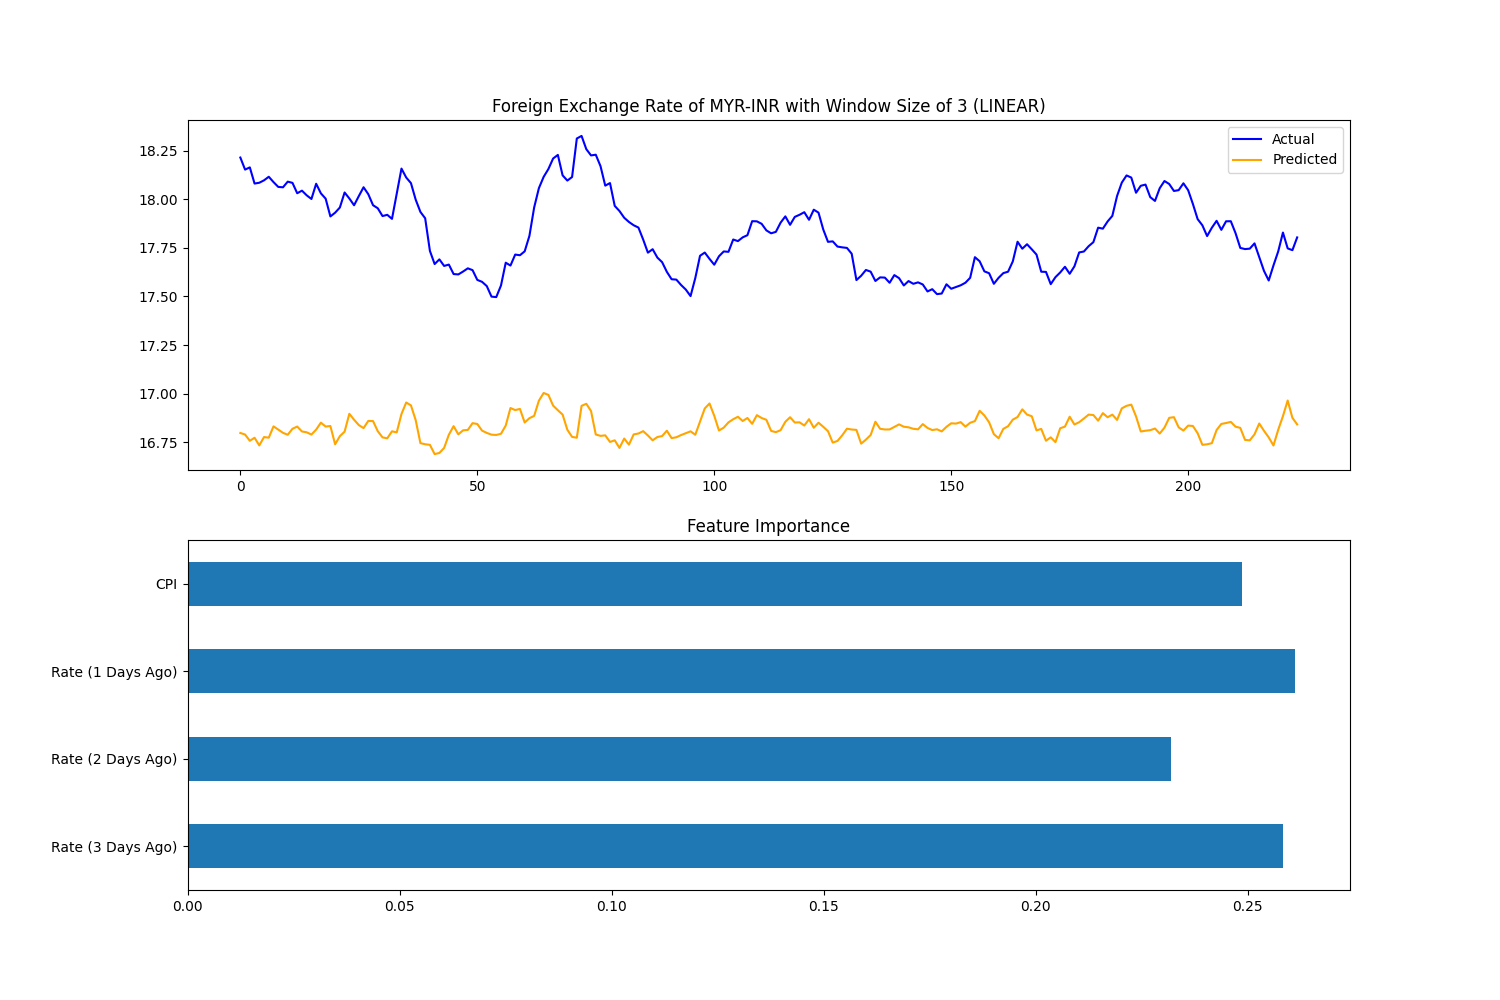 Foreign Exchange Rate of MYR-INR with Window Size of 3 (LINEAR)
Actual
Predicted
18.25
18.00
17.75
17.50
17.25
17.00
16.75
0 50 100 150 200
Feature Importance
CPI
Rate (1 Days Ago)
Rate (2 Days Ago)
Rate (3 Days Ago)
0.00 0.05 0.10 0.15 0.20 0.25